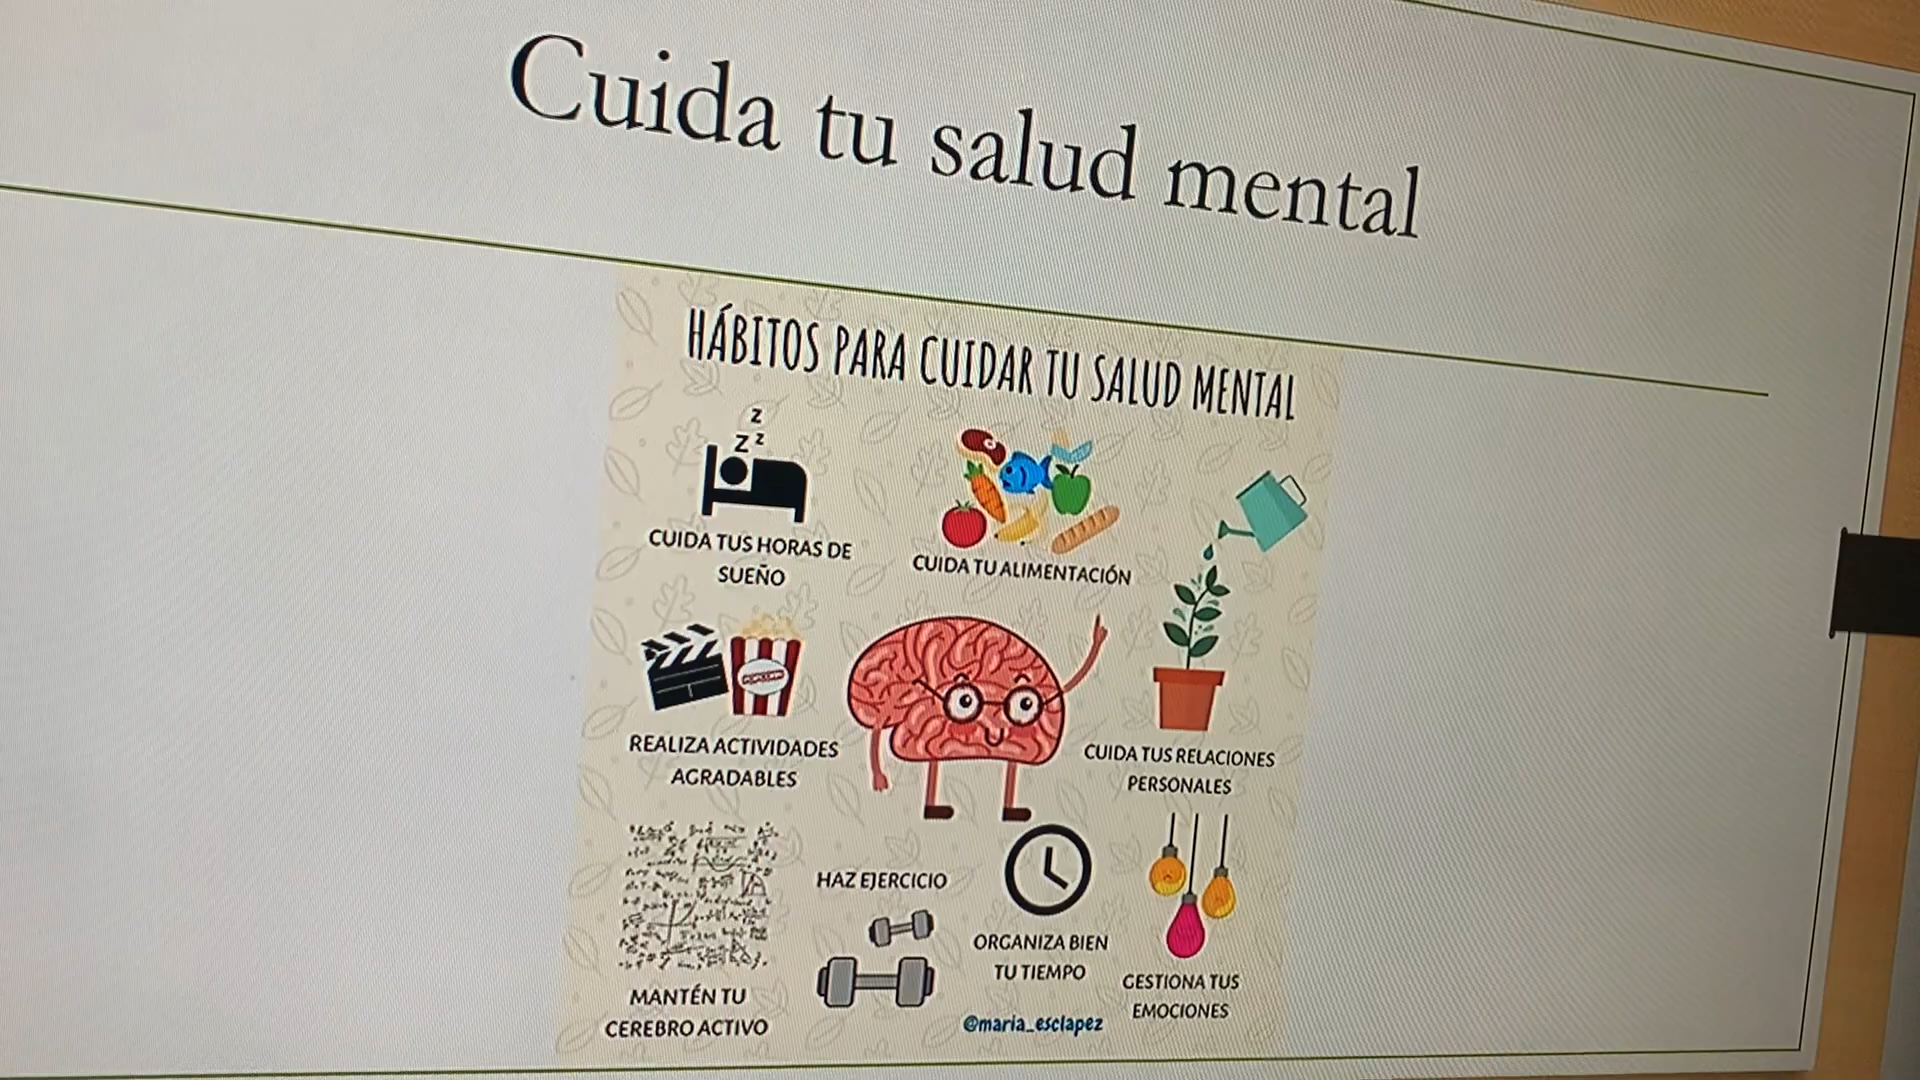 Cuida tu salud mental
HÁBITOS PARA CUIDAR TU SALUD MENTAL
Z
Z Z
CUIDA TUS HORAS DE
SUEÑO
CUIDA TU ALIMENTACIÓN
POPCORN
REALIZA ACTIVIDADES
AGRADABLES
CUIDA TUS RELACIONES
PERSONALES
MANTÉN TU
CEREBRO ACTIVO
HAZ EJERCICIO
ORGANIZA BIEN
TU TIEMPO
GESTIONA TUS
EMOCIONES
@maria_esclapez